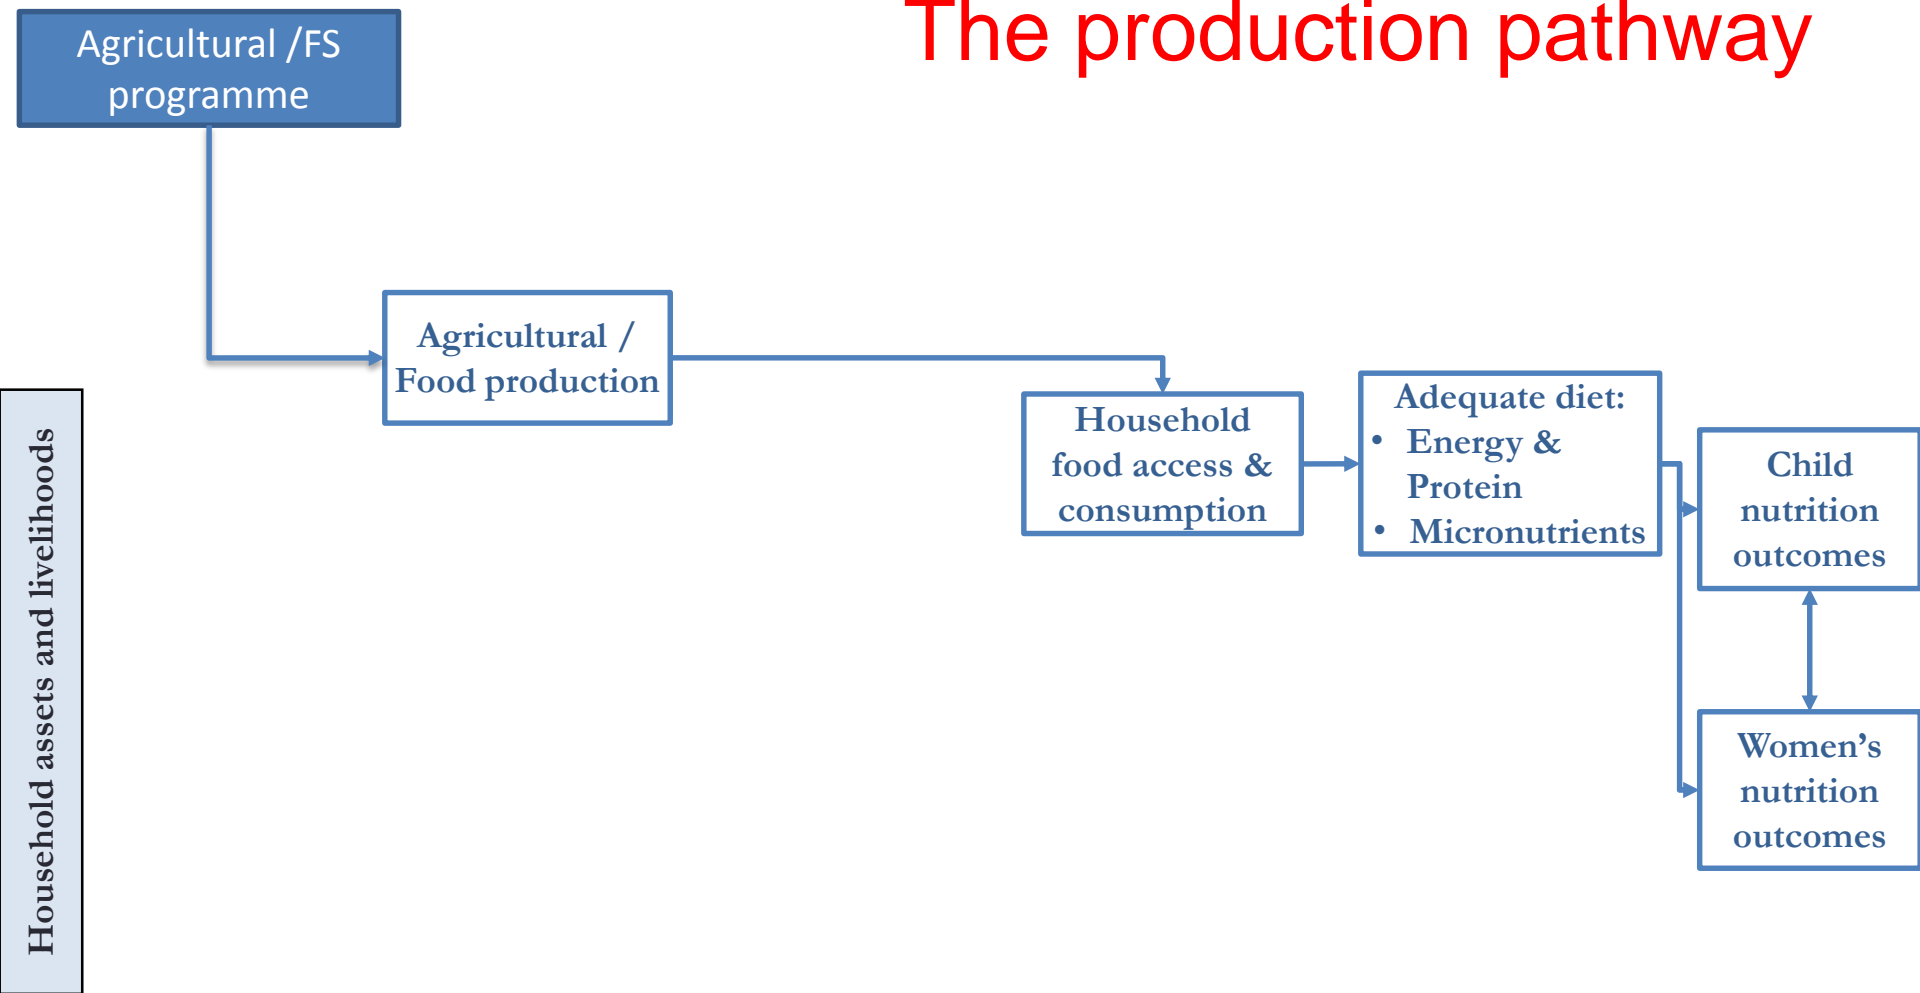 The production pathway
Agricultural /FS
programme
Agricultural /
Food production
Household
food access &
consumption
Adequate diet:
• Energy &
Protein
• Micronutrients
Child
nutrition
outcomes
Women’s
nutrition
outcomes
Household assets and livelihoods